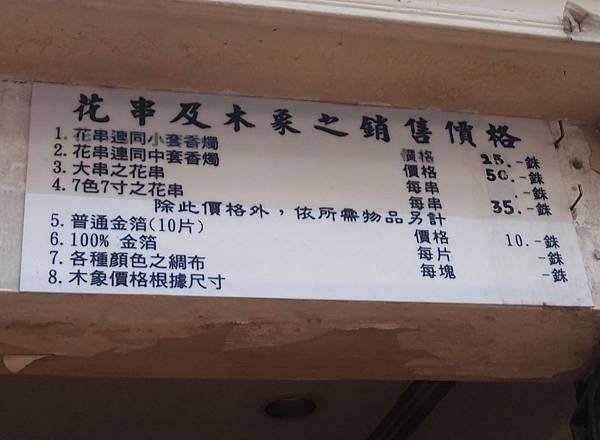 花串及木象之銷售價格
1. 花串連同小套香燭 價格 25.-銖
2. 花串連同中套香燭 價格 50.-銖
3. 大串之花串 每串 -銖
4. 7色7寸之花串 每串 35.-銖
除此價格外，依所需物品另計
5. 普通金箔(10片) 價格 10.-銖
6. 100% 金箔 每片 -銖
7. 各種顏色之綢布 每塊 -銖
8. 木象價格根據尺寸